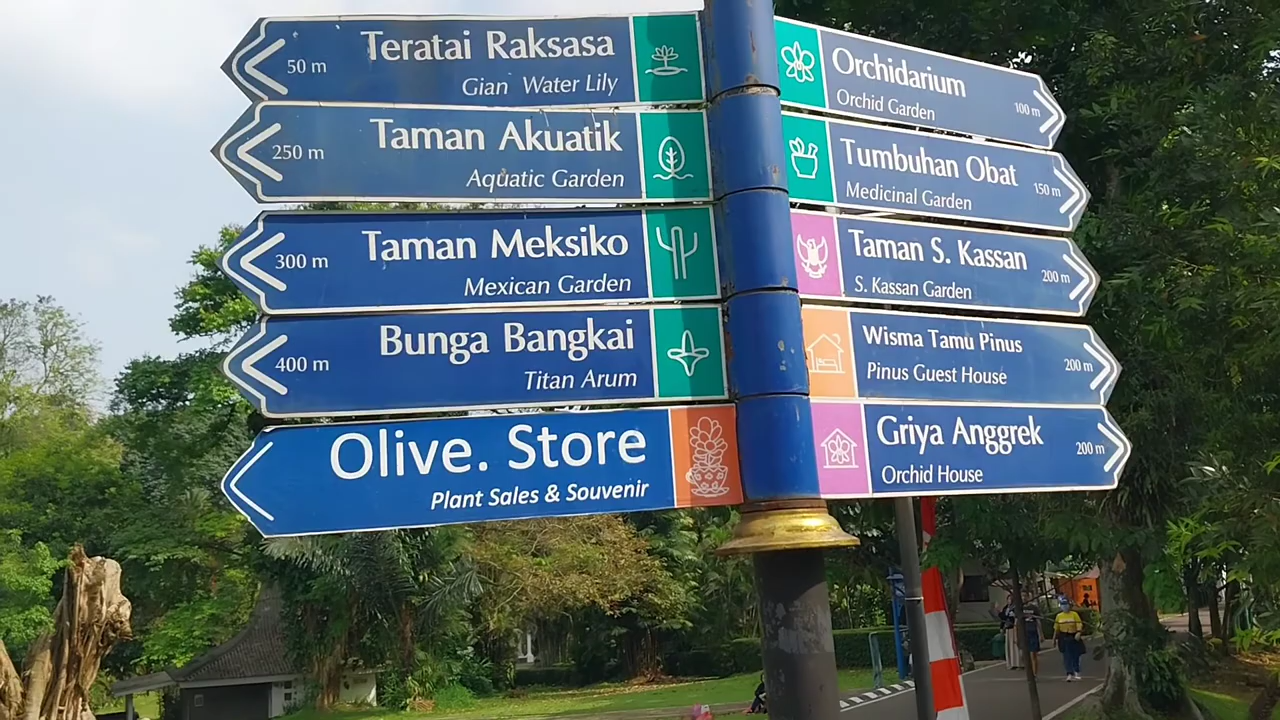 Teratai Raksasa
50 m
Gian Water Lily
Taman Akuatik
250 m
Aquatic Garden
Taman Meksiko
300 m
Mexican Garden
Bunga Bangkai
400 m
Titan Arum
Olive. Store
Plant Sales & Souvenir
Orchidarium
Orchid Garden
100 m
Tumbuhan Obat
Medicinal Garden
150 m
Taman S. Kassan
S. Kassan Garden
200 m
Wisma Tamu Pinus
Pinus Guest House
200 m
Griya Anggrek
Orchid House
200 m